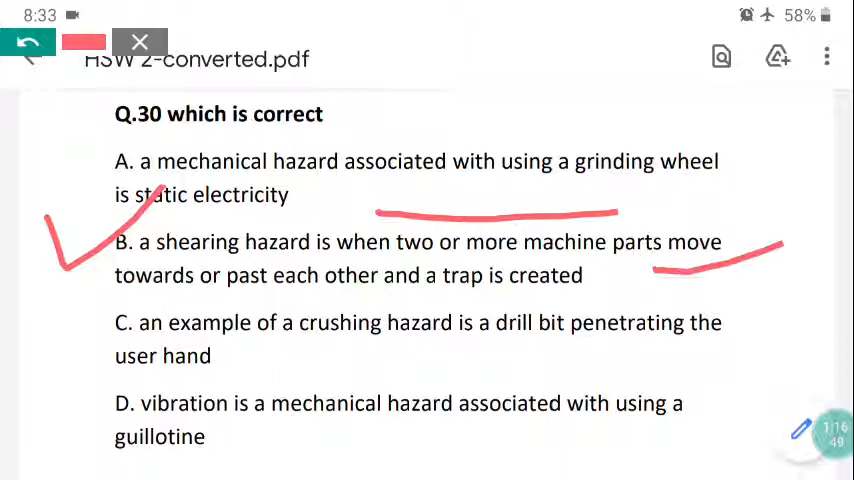 8:33 58%
HSW 2-converted.pdf
Q.30 which is correct
A. a mechanical hazard associated with using a grinding wheel
is static electricity
B. a shearing hazard is when two or more machine parts move
towards or past each other and a trap is created
C. an example of a crushing hazard is a drill bit penetrating the
user hand
D. vibration is a mechanical hazard associated with using a
guillotine
1:16
49